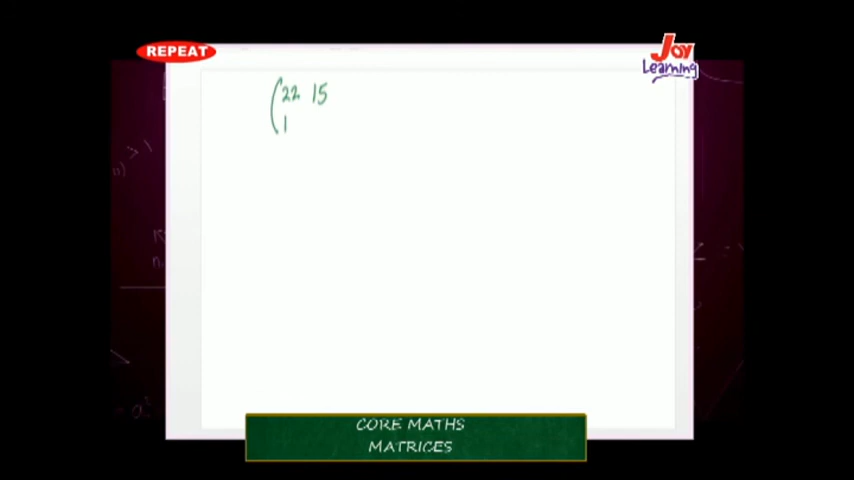 REPEAT
Joy
Learning
(22 15
1
CORE MATHS
MATRICES